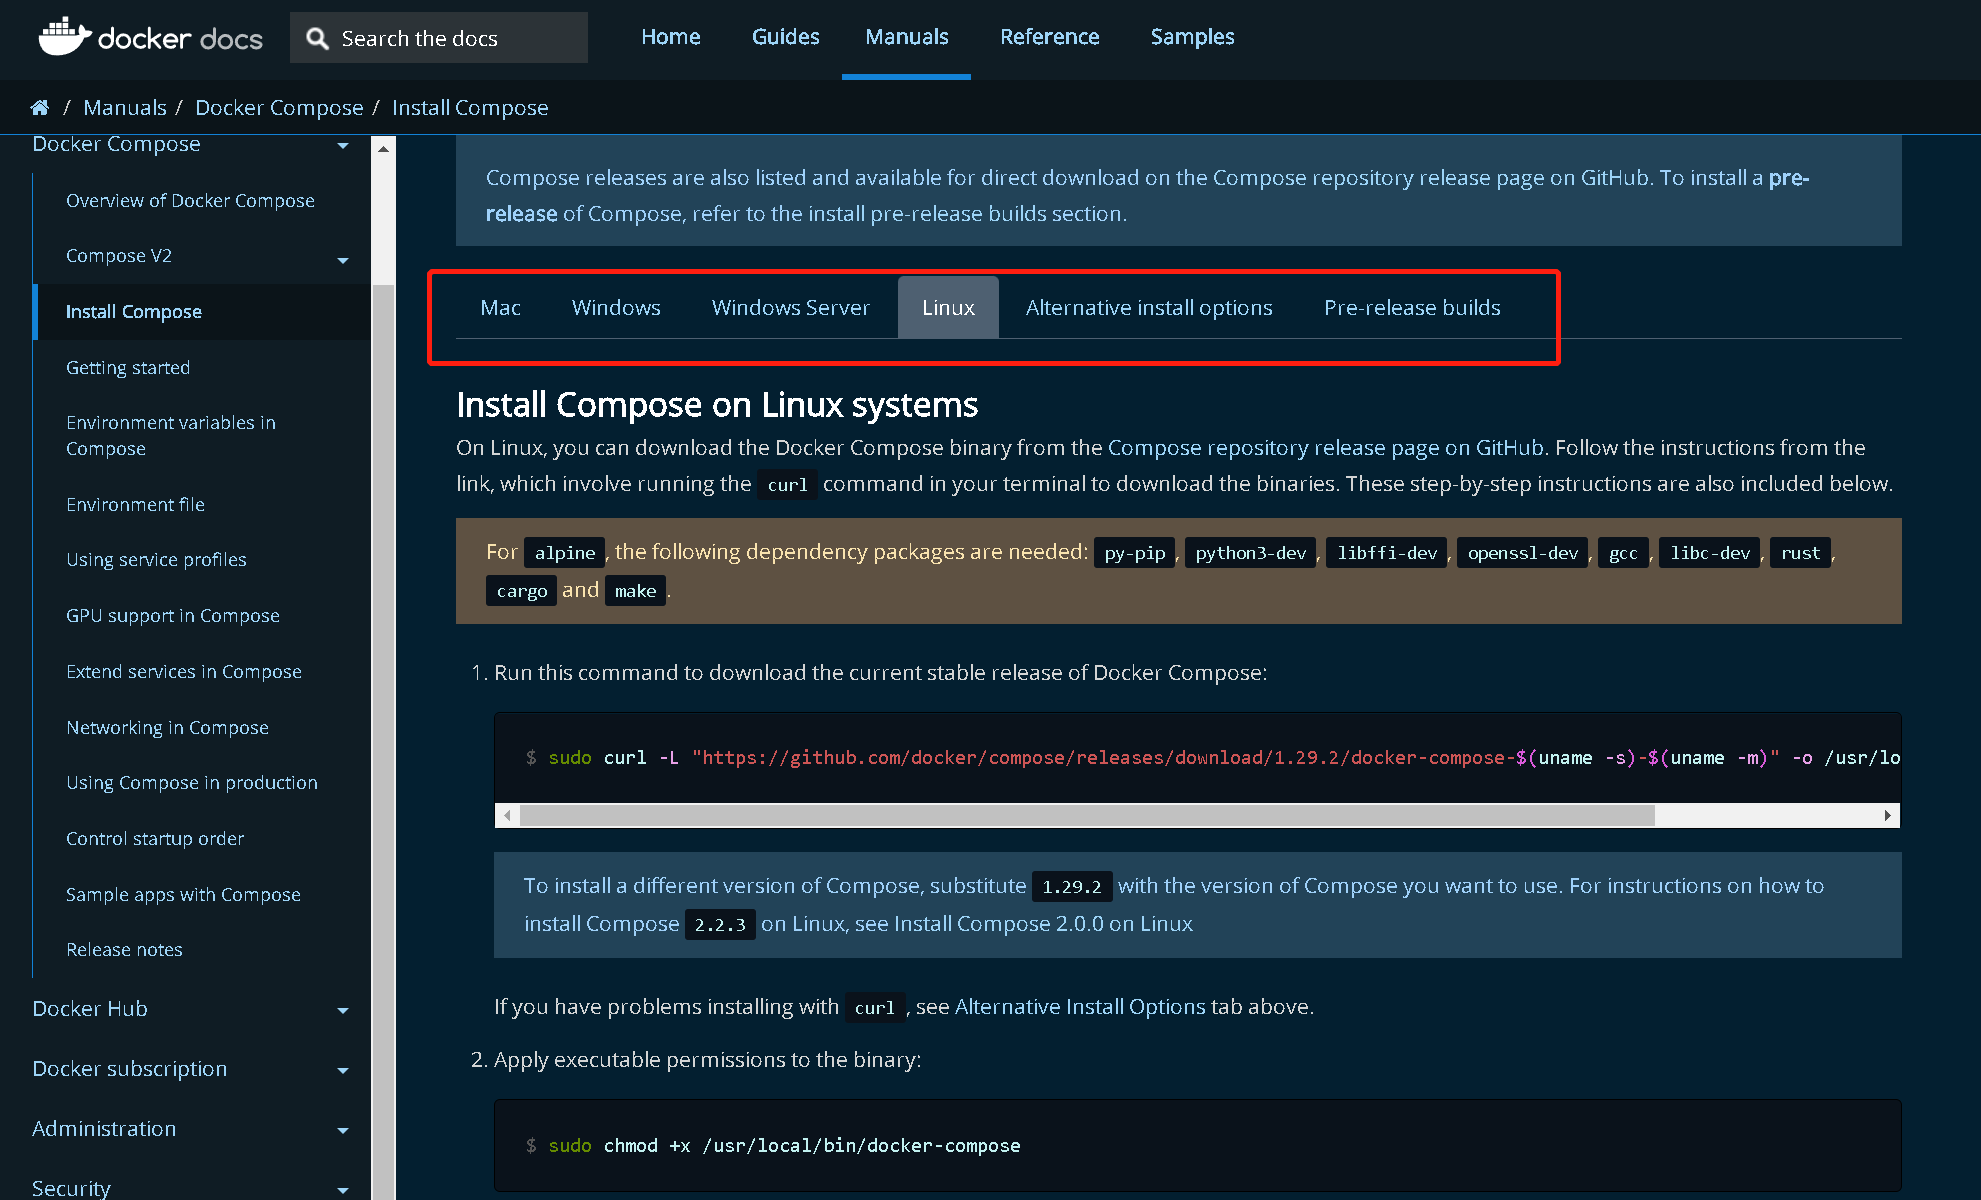 docker docs
Search the docs
Home Guides Manuals Reference Samples
/ Manuals / Docker Compose / Install Compose
Docker Compose
Overview of Docker Compose
Compose V2
Install Compose
Getting started
Environment variables in
Compose
Environment file
Using service profiles
GPU support in Compose
Extend services in Compose
Networking in Compose
Using Compose in production
Control startup order
Sample apps with Compose
Release notes
Docker Hub
Docker subscription
Administration
Security
Compose releases are also listed and available for direct download on the Compose repository release page on GitHub. To install a pre-
release of Compose, refer to the install pre-release builds section.
Mac Windows Windows Server Linux Alternative install options Pre-release builds
Install Compose on Linux systems
On Linux, you can download the Docker Compose binary from the Compose repository release page on GitHub. Follow the instructions from the
link, which involve running the curl command in your terminal to download the binaries. These step-by-step instructions are also included below.
For alpine, the following dependency packages are needed: py-pip, python3-dev, libffi-dev, openssl-dev, gcc, libc-dev, rust,
cargo and make.
1. Run this command to download the current stable release of Docker Compose:
$ sudo curl -L "https://github.com/docker/compose/releases/download/1.29.2/docker-compose-$(uname -s)-$(uname -m)" -o /usr/lo
To install a different version of Compose, substitute 1.29.2 with the version of Compose you want to use. For instructions on how to
install Compose 2.2.3 on Linux, see Install Compose 2.0.0 on Linux
If you have problems installing with curl, see Alternative Install Options tab above.
2. Apply executable permissions to the binary:
$ sudo chmod +x /usr/local/bin/docker-compose